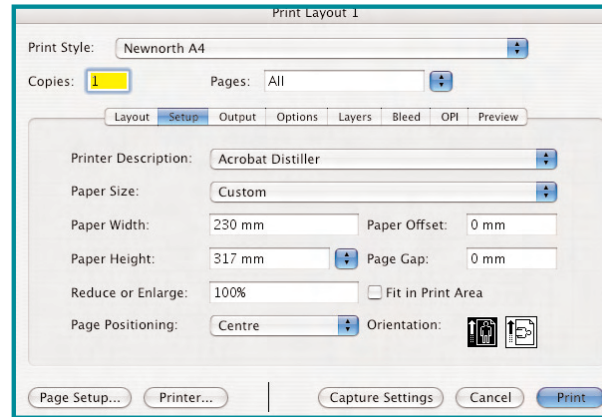 Print Layout 1
Print Style: Newnorth A4
Copies: 1 Pages: All
Layout Setup Output Options Layers Bleed OPI Preview
Printer Description: Acrobat Distiller
Paper Size: Custom
Paper Width: 230 mm Paper Offset: 0 mm
Paper Height: 317 mm Page Gap: 0 mm
Reduce or Enlarge: 100% Fit in Print Area
Page Positioning: Centre Orientation:
Page Setup... Printer... Capture Settings Cancel Print